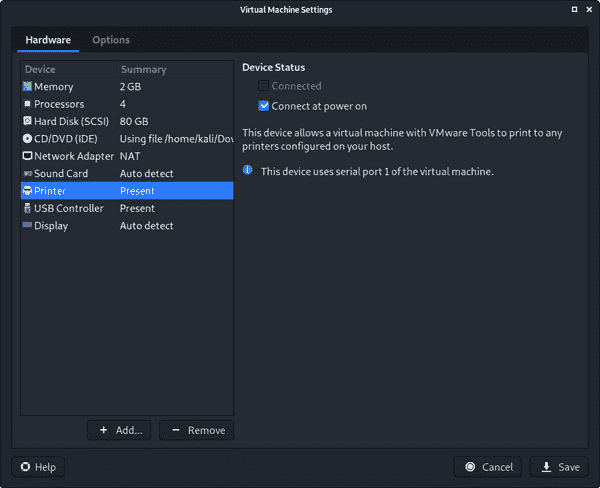 Virtual Machine Settings
Hardware Options
Device Summary
Memory 2 GB
Processors 4
Hard Disk (SCSI) 80 GB
CD/DVD (IDE) Using file /home/kali/Dov
Network Adapter NAT
Sound Card Auto detect
Printer Present
USB Controller Present
Display Auto detect
Add... Remove
Device Status
Connected
Connect at power on
This device allows a virtual machine with VMware Tools to print to any
printers configured on your host.
This device uses serial port 1 of the virtual machine.
Help Cancel Save